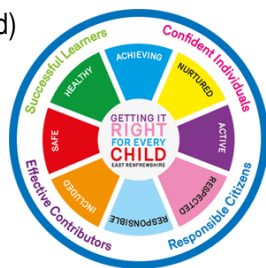 d)
Successful Learners
Confident Individuals
ACHIEVING
HEALTHY
NURTURED
GETTING IT
RIGHT
FOR EVERY
CHILD
EAST RENFREWSHIRE
SAFE
ACTIVE
INCLUDED
RESPECTED
RESPONSIBLE
Effective Contributors
Responsible Citizens